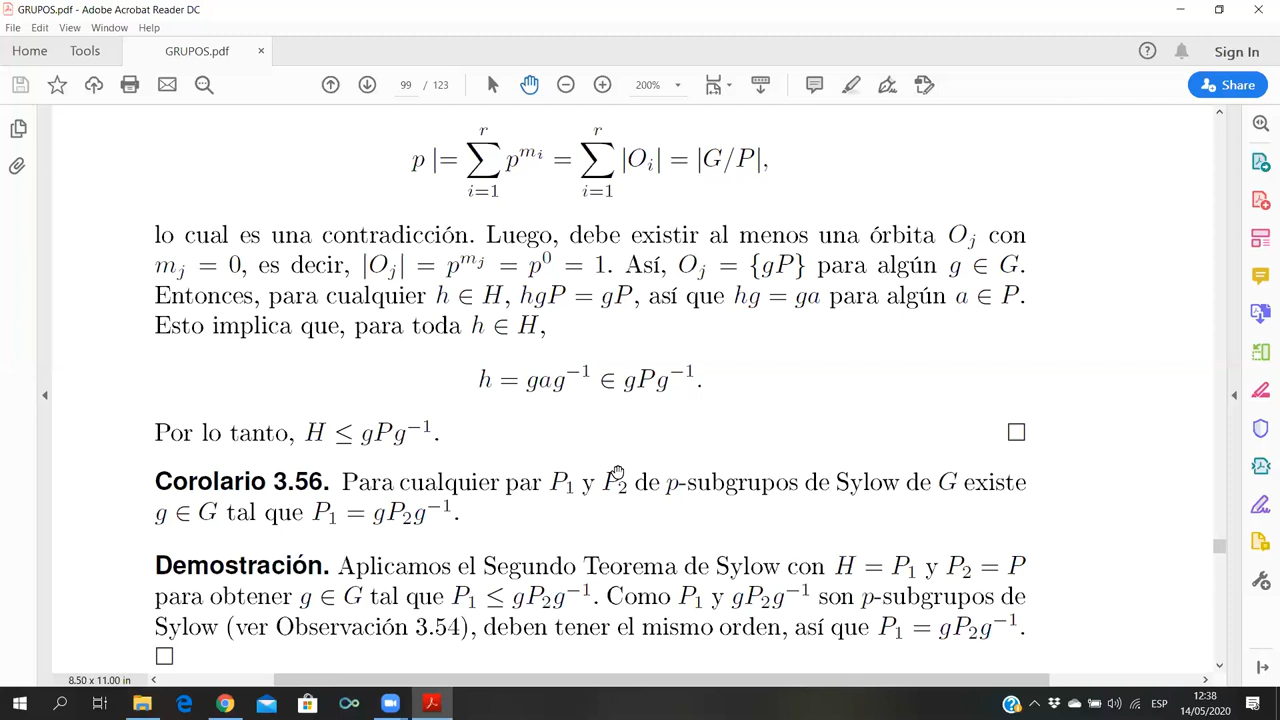 GRUPOS.pdf - Adobe Acrobat Reader DC
File Edit View Window Help
Home Tools GRUPOS.pdf × Sign In
99 / 123 200% Share
p |= \sum_{i=1}^{r} p^{m_i} = \sum_{i=1}^{r} |O_i| = |G/P|,
lo cual es una contradicción. Luego, debe existir al menos una órbita O_j con
m_j = 0, es decir, |O_j| = p^{m_j} = p^0 = 1. Así, O_j = {gP} para algún g ∈ G.
Entonces, para cualquier h ∈ H, hgP = gP, así que hg = ga para algún a ∈ P.
Esto implica que, para toda h ∈ H,
h = gag^{−1} ∈ gPg^{−1}.
Por lo tanto, H ≤ gPg^{−1}. □
Corolario 3.56. Para cualquier par P_1 y P_2 de p-subgrupos de Sylow de G existe
g ∈ G tal que P_1 = gP_2g^{−1}.
Demostración. Aplicamos el Segundo Teorema de Sylow con H = P_1 y P_2 = P
para obtener g ∈ G tal que P_1 ≤ gP_2g^{−1}. Como P_1 y gP_2g^{−1} son p-subgrupos de
Sylow (ver Observación 3.54), deben tener el mismo orden, así que P_1 = gP_2g^{−1}.
□
8.50 x 11.00 in
ESP 12:38
14/05/2020